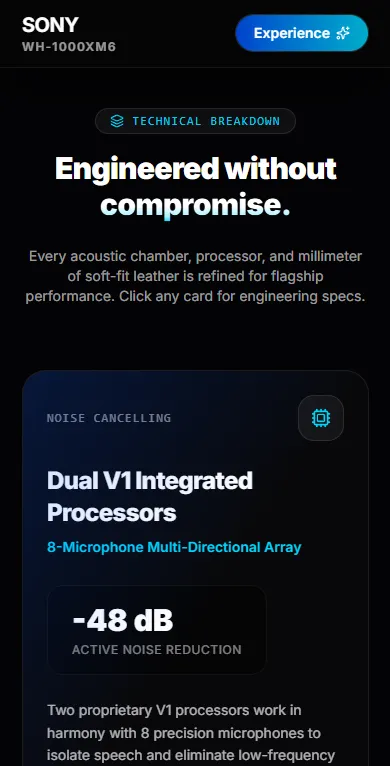 SONY
WH-1000XM6
Experience
TECHNICAL BREAKDOWN
Engineered without
compromise.
Every acoustic chamber, processor, and millimeter
of soft-fit leather is refined for flagship
performance. Click any card for engineering specs.
NOISE CANCELLING
Dual V1 Integrated
Processors
8-Microphone Multi-Directional Array
-48 dB
ACTIVE NOISE REDUCTION
Two proprietary V1 processors work in
harmony with 8 precision microphones to
isolate speech and eliminate low-frequency